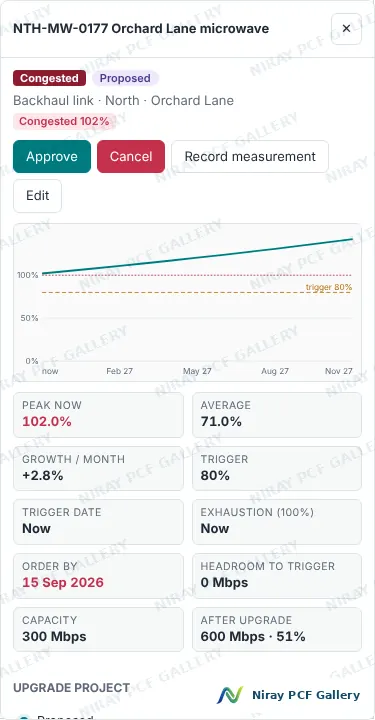 NTH-MW-0177 Orchard Lane microwave
×
Congested Proposed
Backhaul link · North · Orchard Lane
Congested 102%
Approve Cancel Record measurement
Edit
100%
trigger 80%
50%
0%
now Feb 27 May 27 Aug 27 Nov 27
PEAK NOW AVERAGE
102.0% 71.0%
GROWTH / MONTH TRIGGER
+2.8% 80%
TRIGGER DATE EXHAUSTION (100%)
Now Now
ORDER BY HEADROOM TO TRIGGER
15 Sep 2026 0 Mbps
CAPACITY AFTER UPGRADE
300 Mbps 600 Mbps · 51%
UPGRADE PROJECT
Niray PCF Gallery
Proposed
NIRAY PCF GALLERY